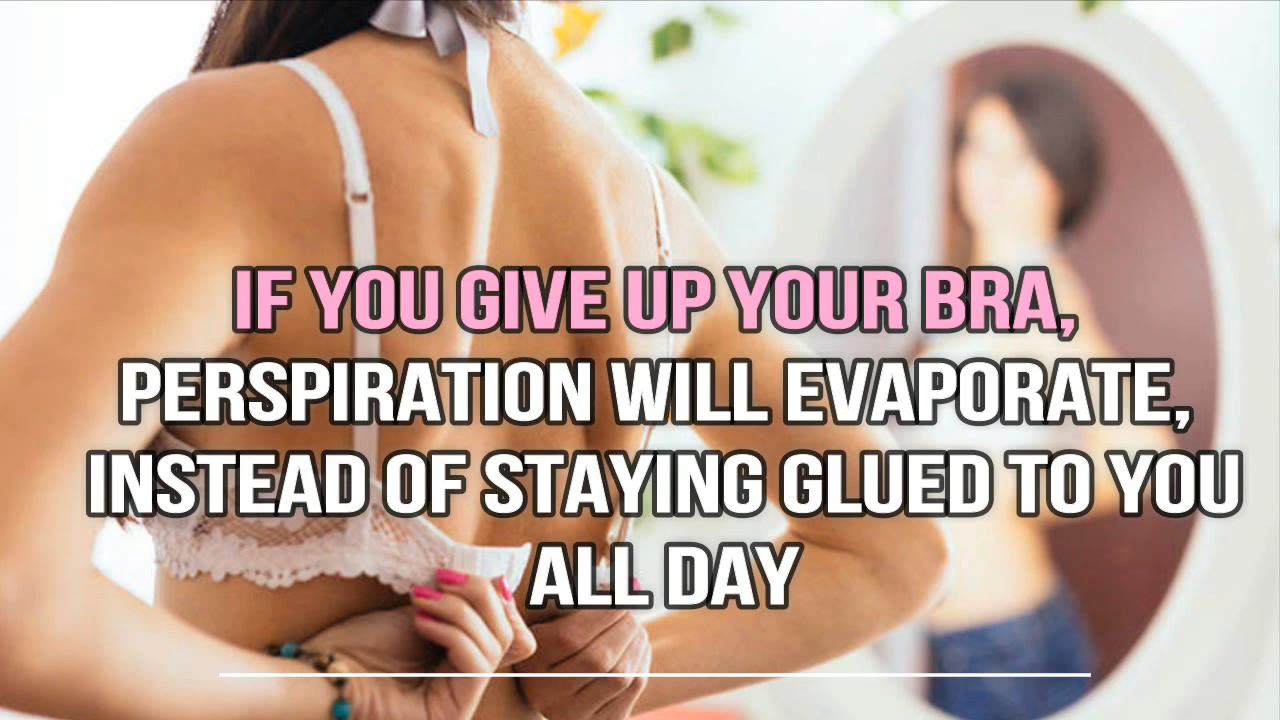 IF YOU GIVE UP YOUR BRA,
PERSPIRATION WILL EVAPORATE,
INSTEAD OF STAYING GLUED TO YOU
ALL DAY